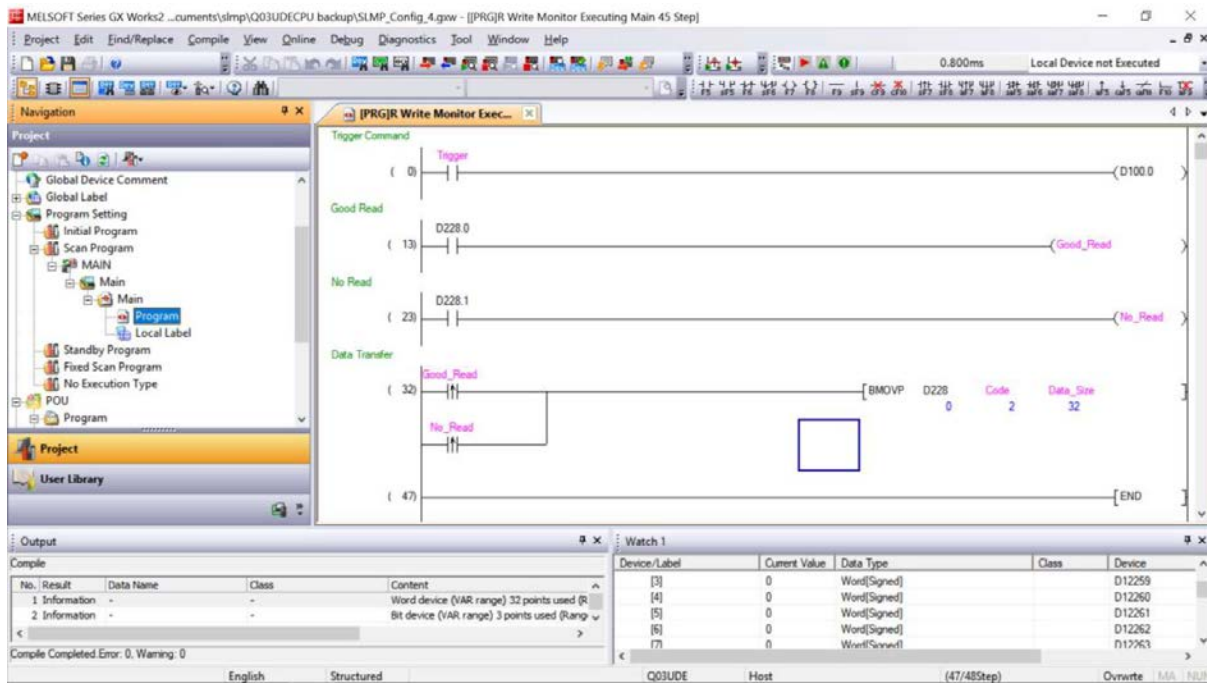 MELSOFT Series GX Works2 ...cuments\slmp\Q03UDECPU backup\SLMP_Config_4.gxw - [[PRG]R Write Monitor Executing Main 45 Step]
Project Edit Find/Replace Compile View Online Debug Diagnostics Tool Window Help
0.800ms Local Device not Executed
Navigation
[PRG]R Write Monitor Exec...
Project
Global Device Comment
Global Label
Program Setting
Initial Program
Scan Program
MAIN
Main
Main
Program
Local Label
Standby Program
Fixed Scan Program
No Execution Type
POU
Program
Project
User Library
Trigger Command
Trigger
( 0) D100.0
Good Read
D228.0
( 13) Good_Read
No Read
D228.1
( 23) No_Read
Data Transfer
Good_Read
( 32) BMOVP D228 Code Data_Size
0 2 32
No_Read
( 47) END
Output
Compile
No. Result Data Name Class Content
1 Information - - Word device (VAR range) 32 points used (R
2 Information - - Bit device (VAR range) 3 points used (Rang
Compile Completed.Error: 0, Warning: 0
Watch 1
Device/Label Current Value Data Type Class Device
[3] 0 Word[Signed] D12259
[4] 0 Word[Signed] D12260
[5] 0 Word[Signed] D12261
[6] 0 Word[Signed] D12262
[7] 0 Word[Signed] D12263
English Structured Q03UDE Host (47/48Step) Ovrwrte MA NUM